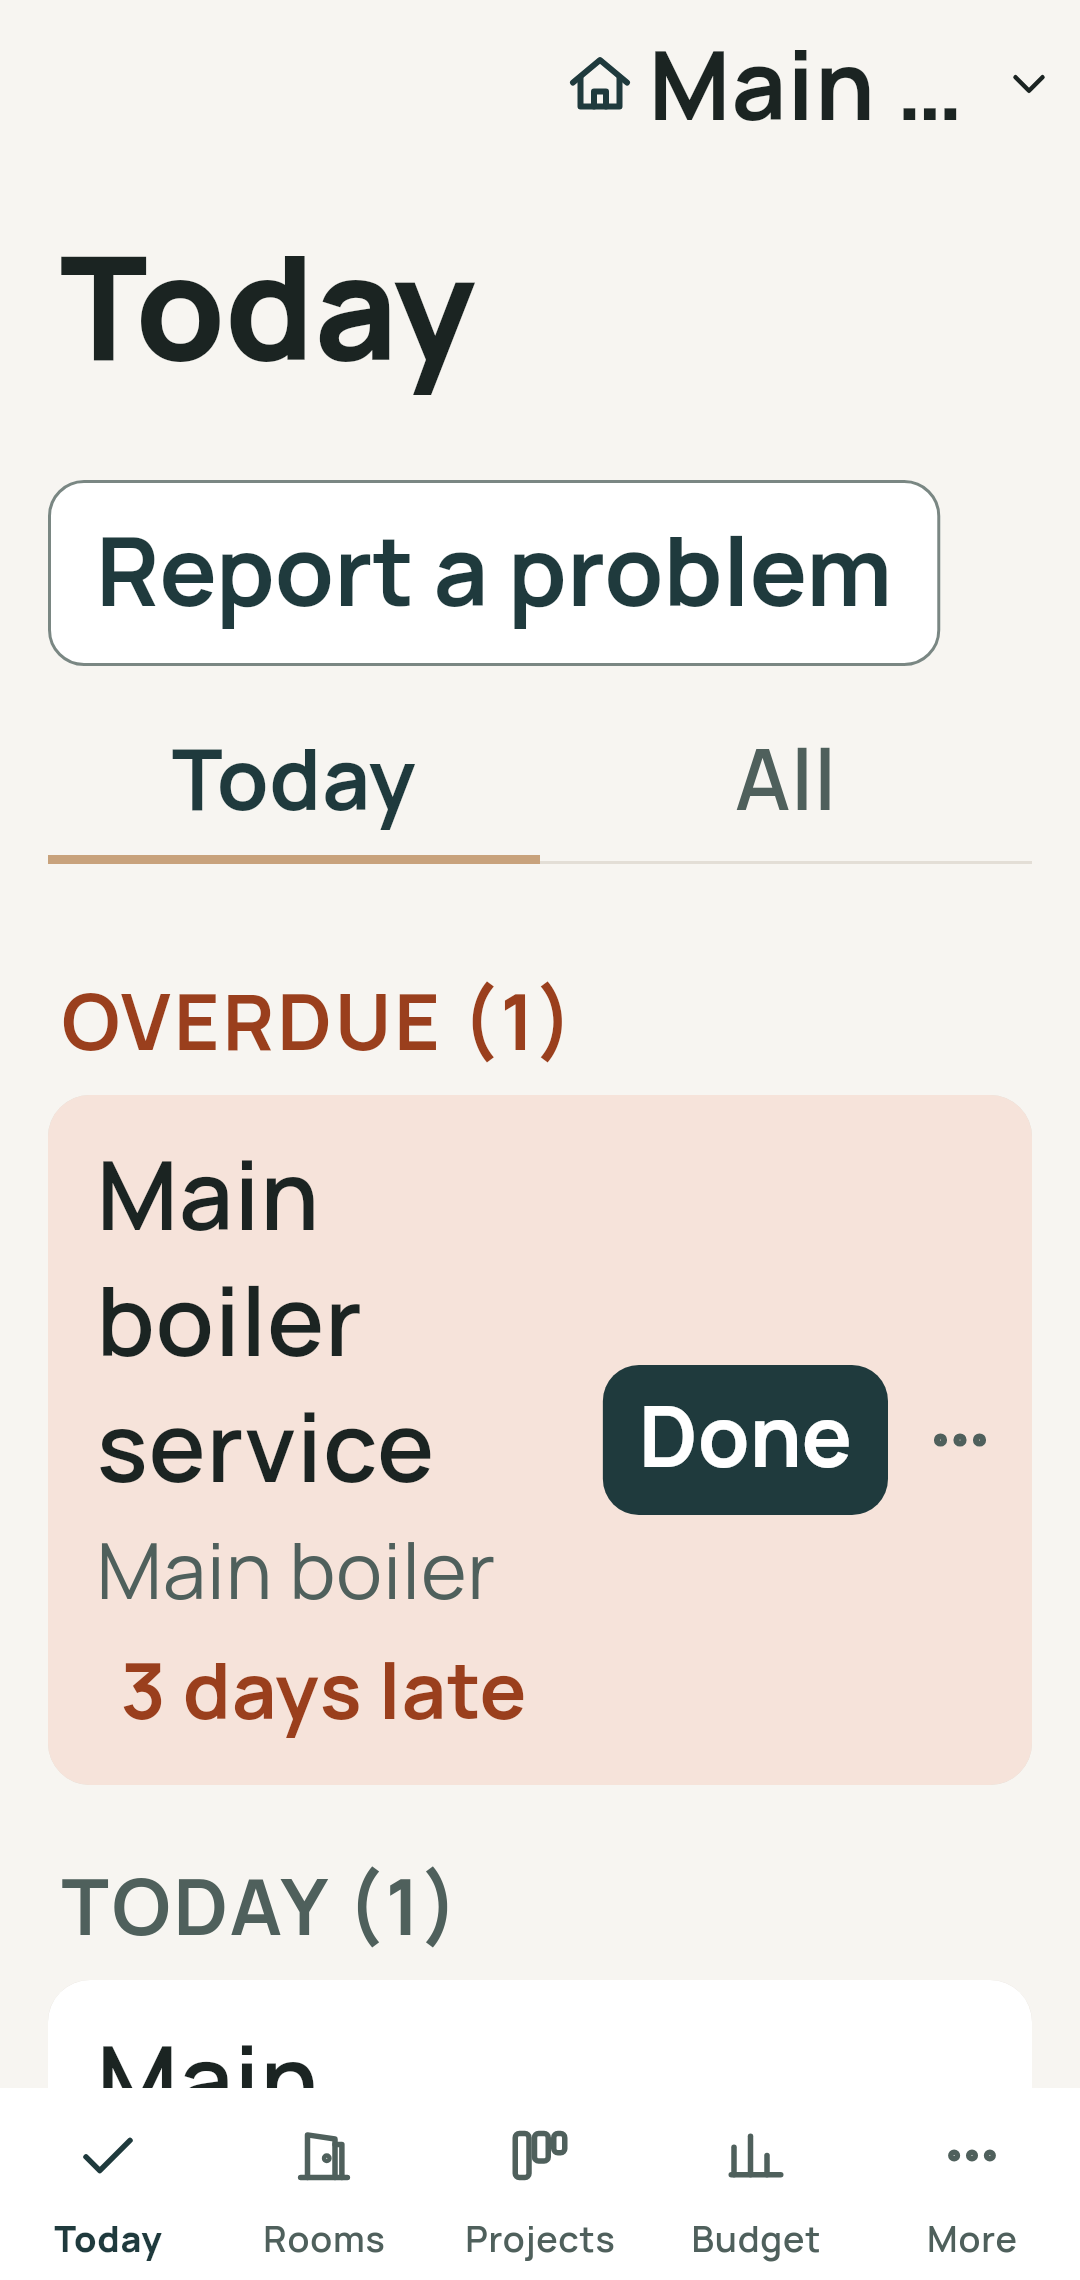 Main ...
Today
Report a problem
Today
All
OVERDUE (1)
Main
boiler
service
Done
Main boiler
3 days late
TODAY (1)
Main
Today
Rooms
Projects
Budget
More